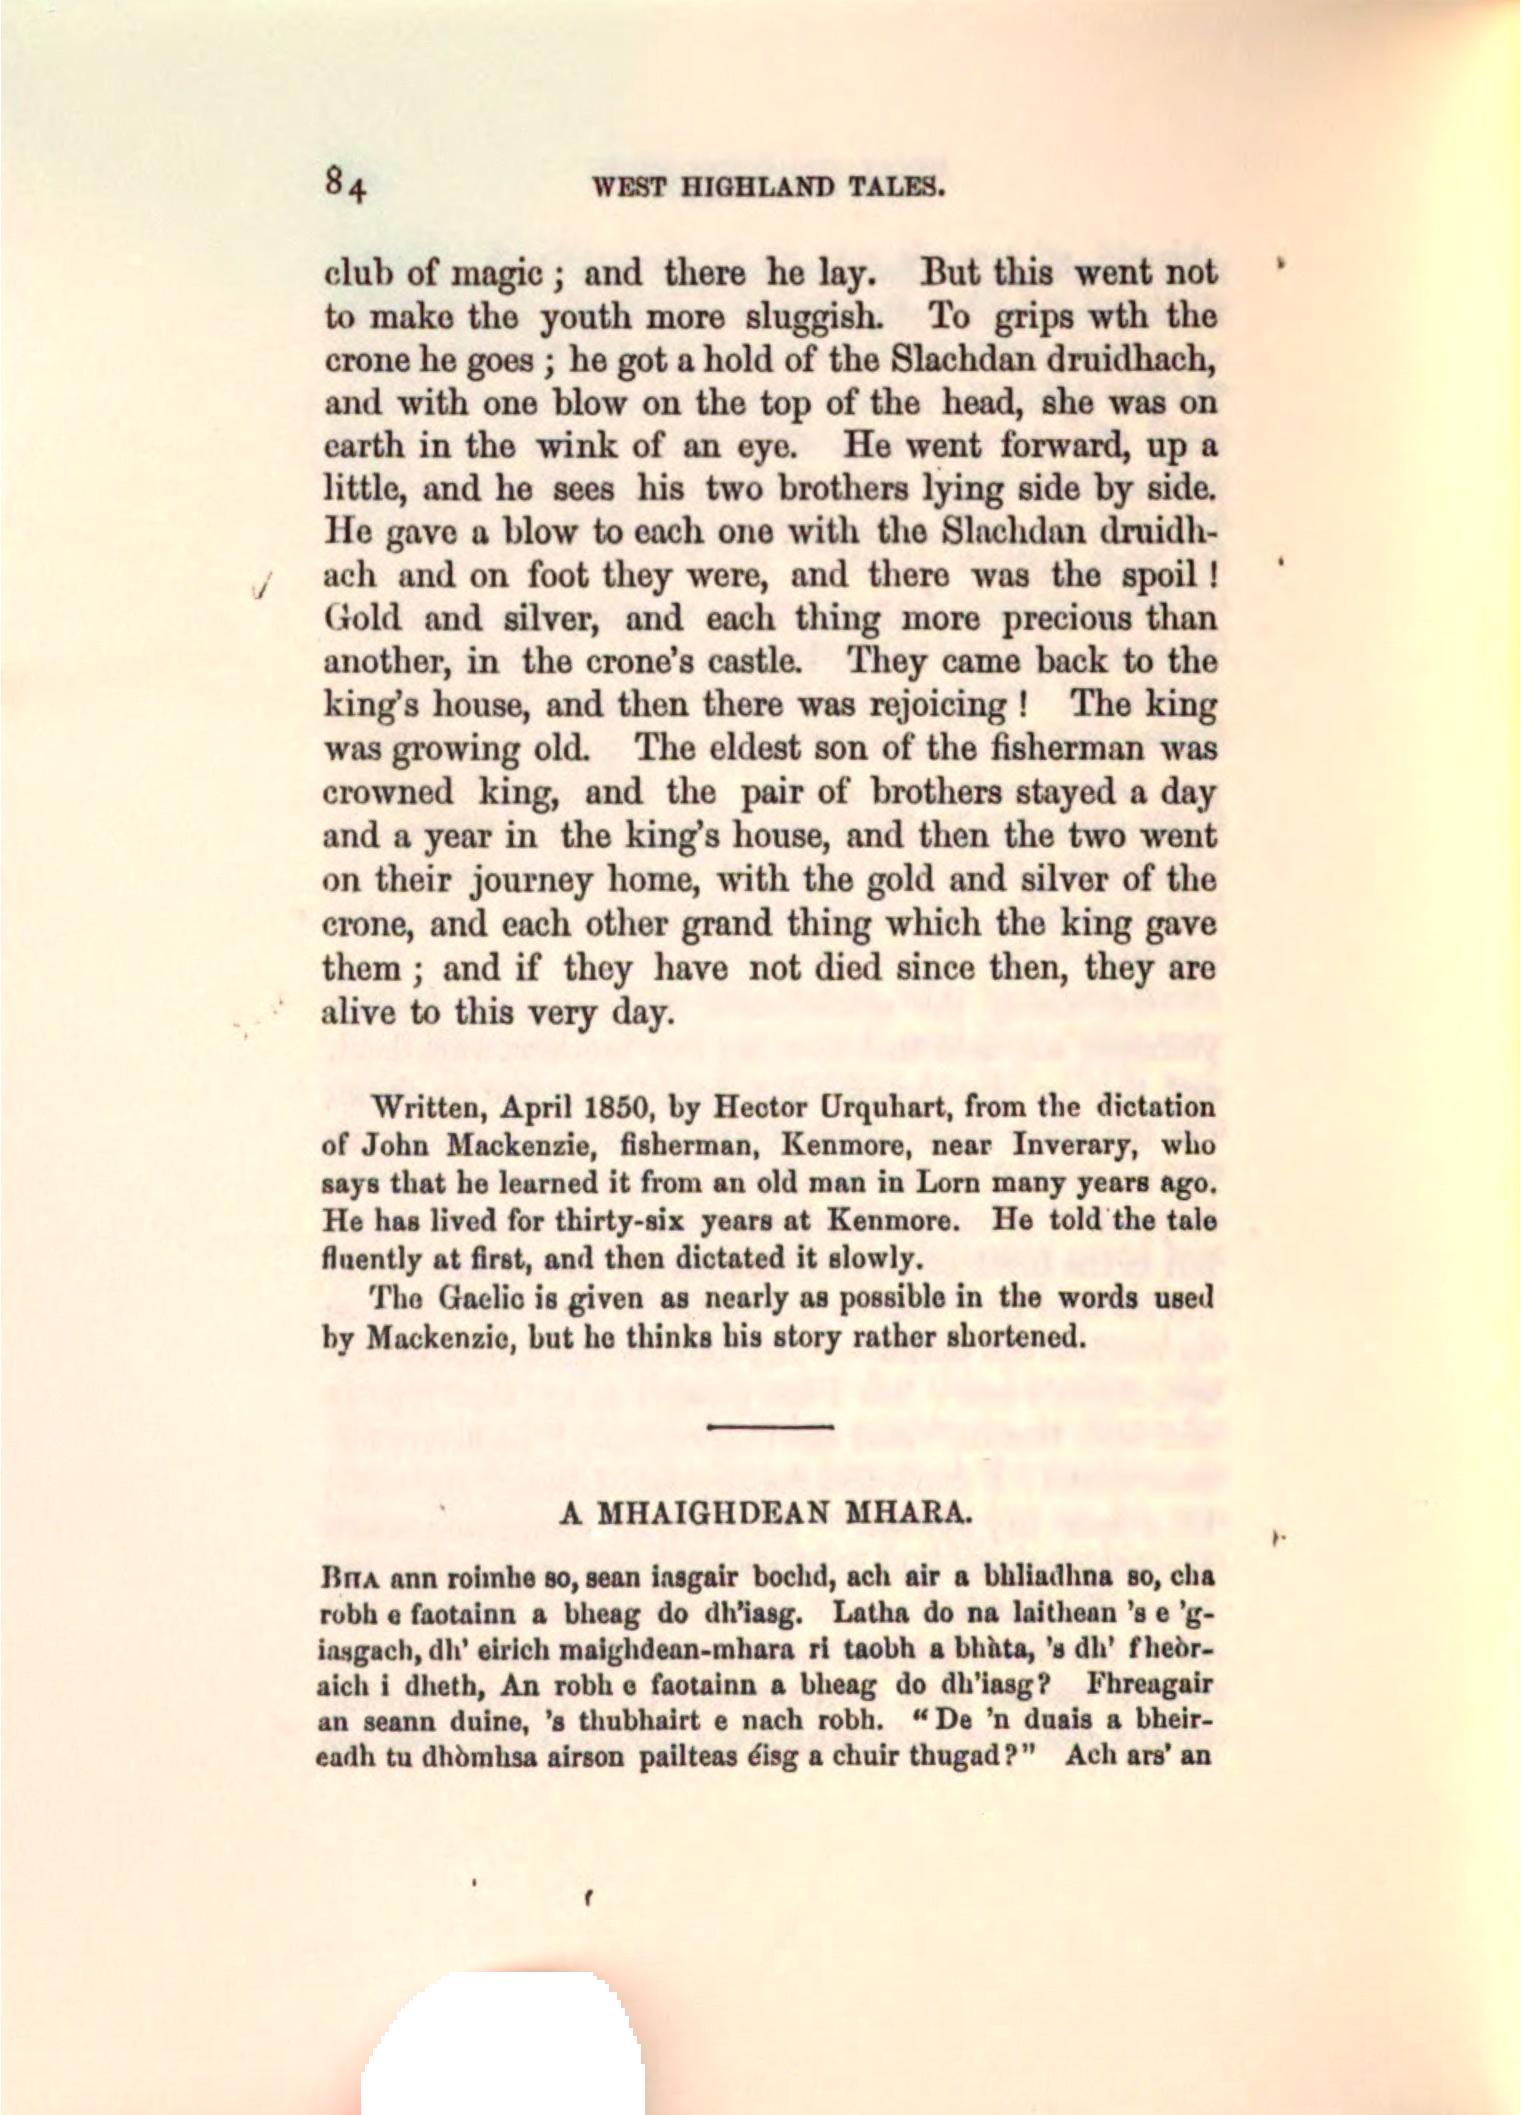 84 WEST HIGHLAND TALES.
club of magic ; and there he lay. But this went not
to make the youth more sluggish. To grips wth the
crone he goes ; he got a hold of the Slachdan druidhach,
and with one blow on the top of the head, she was on
earth in the wink of an eye. He went forward, up a
little, and he sees his two brothers lying side by side.
He gave a blow to each one with the Slachdan druidh-
ach and on foot they were, and there was the spoil !
Gold and silver, and each thing more precious than
another, in the crone's castle. They came back to the
king's house, and then there was rejoicing ! The king
was growing old. The eldest son of the fisherman was
crowned king, and the pair of brothers stayed a day
and a year in the king's house, and then the two went
on their journey home, with the gold and silver of the
crone, and each other grand thing which the king gave
them ; and if they have not died since then, they are
alive to this very day.
Written, April 1850, by Hector Urquhart, from the dictation
of John Mackenzie, fisherman, Kenmore, near Inverary, who
says that he learned it from an old man in Lorn many years ago.
He has lived for thirty-six years at Kenmore. He told the tale
fluently at first, and then dictated it slowly.
The Gaelic is given as nearly as possible in the words used
by Mackenzie, but he thinks his story rather shortened.
A MHAIGHDEAN MHARA.
BHA ann roimhe so, sean iasgair bochd, ach air a bhliadhna so, cha
robh e faotainn a bheag do dh'iasg. Latha do na laithean 's e 'g-
iasgach, dh' eirich maighdean-mhara ri taobh a bhàta, 's dh' fheòr-
aich i dheth, An robh e faotainn a bheag do dh'iasg? Fhreagair
an seann duine, 's thubhairt e nach robh. "De 'n duais a bheir-
eadh tu dhòmhsa airson pailteas éisg a chuir thugad?" Ach ars' an